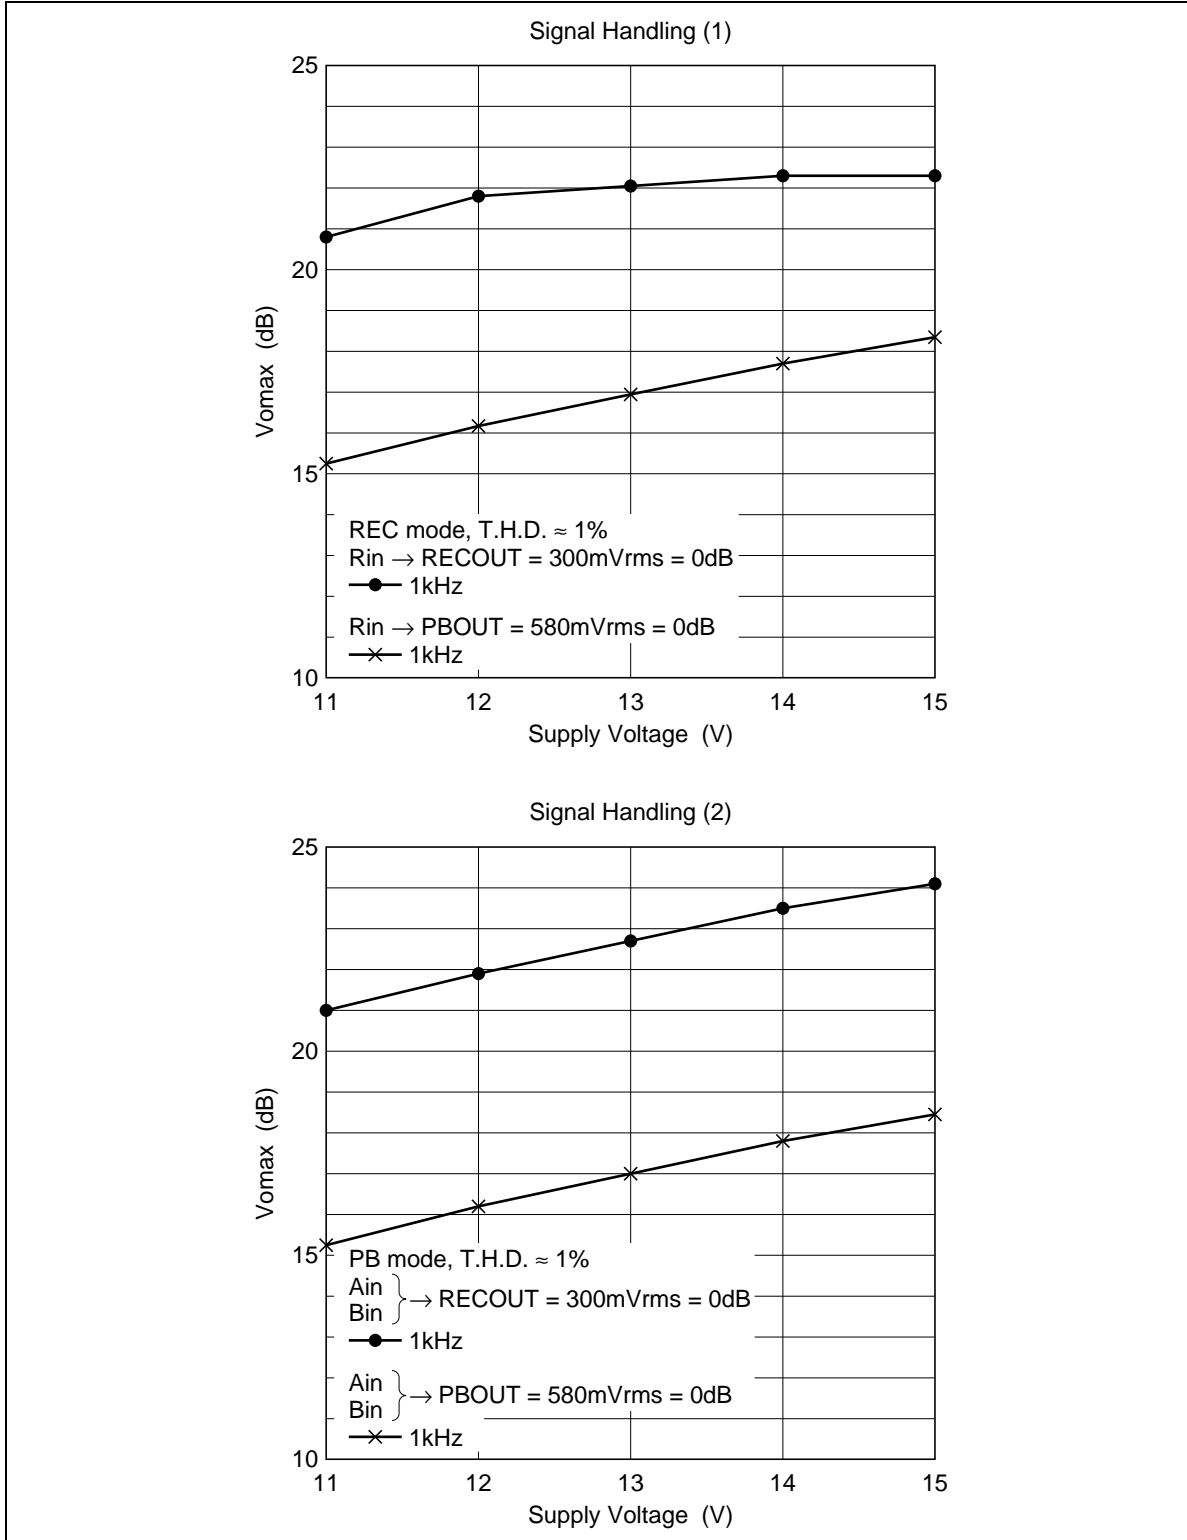 Signal Handling (1)
25
20
15
10
Vomax (dB)
REC mode, T.H.D. ≈ 1%
Rin → RECOUT = 300mVrms = 0dB
1kHz
Rin → PBOUT = 580mVrms = 0dB
1kHz
11 12 13 14 15
Supply Voltage (V)
Signal Handling (2)
25
20
15
10
Vomax (dB)
PB mode, T.H.D. ≈ 1%
Ain
Bin } → RECOUT = 300mVrms = 0dB
1kHz
Ain
Bin } → PBOUT = 580mVrms = 0dB
1kHz
11 12 13 14 15
Supply Voltage (V)